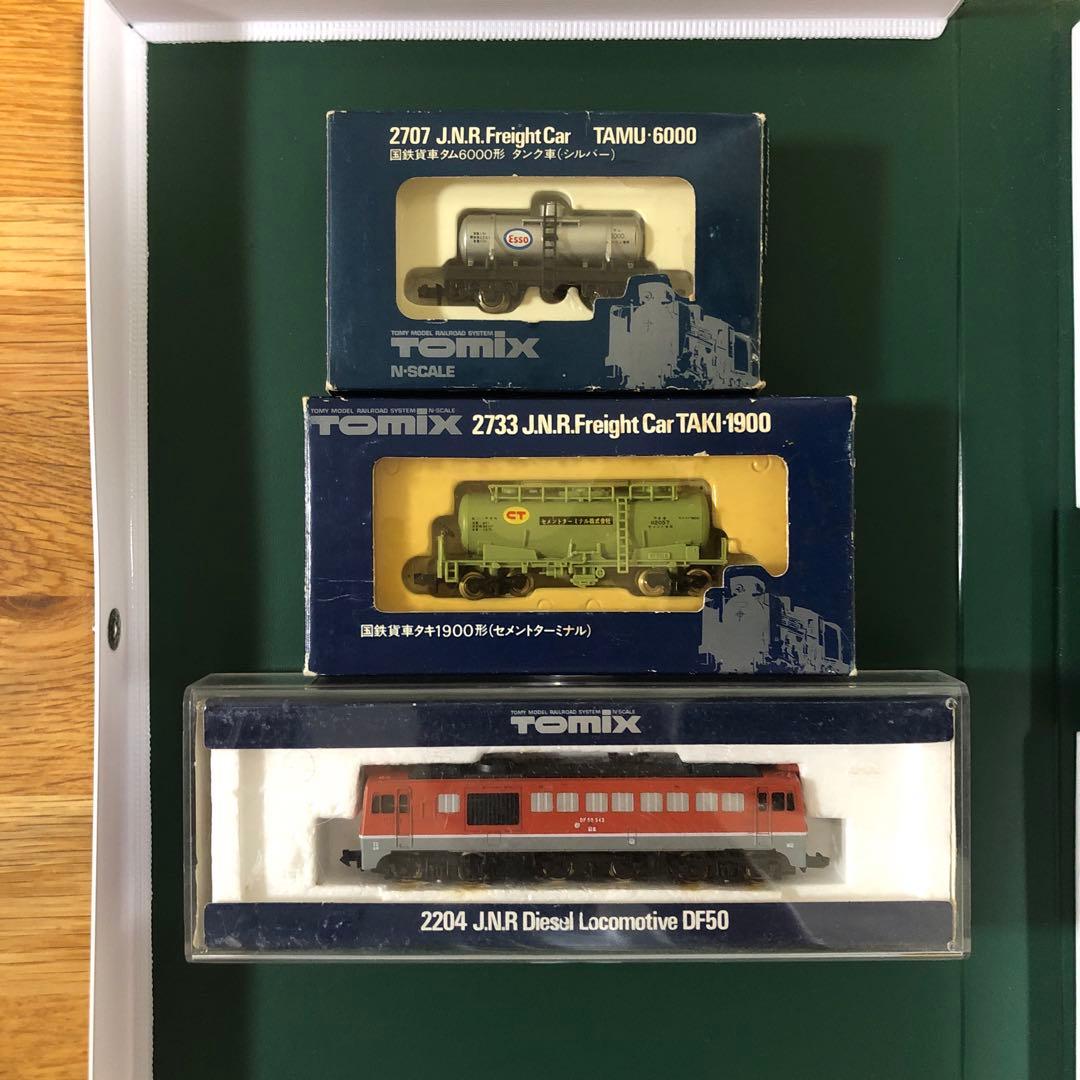 2707 J.N.R.Freight Car TAMU・6000
国鉄貨車タム6000形 タンク車(シルバー)
Esso
TOMY MODEL RAILROAD SYSTEM
TOMIX
N・SCALE
TOMY MODEL RAILROAD SYSTEM N・SCALE
TOMIX 2733 J.N.R.Freight Car TAKI・1900
CT セメントターミナル株式会社
国鉄貨車タキ1900形(セメントターミナル)
TOMY MODEL RAILROAD SYSTEM N・SCALE
TOMIX
DF 50 543
2204 J.N.R Diesel Locomotive DF50